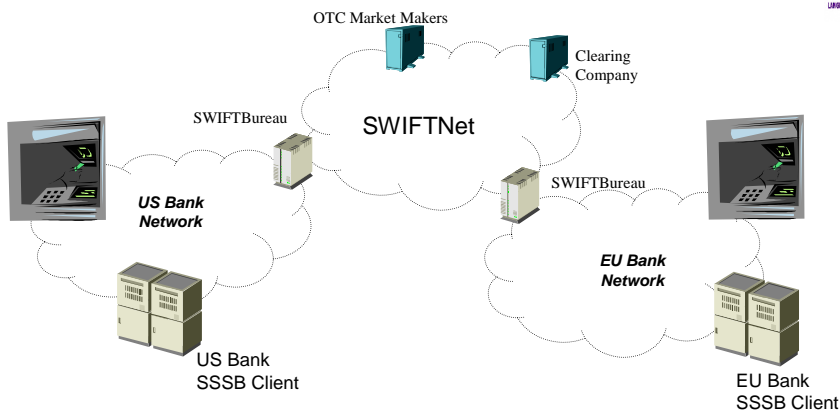 OTC Market Makers
Clearing
Company
SWIFTBureau
SWIFTNet
SWIFTBureau
US Bank
Network
EU Bank
Network
US Bank
SSSB Client
EU Bank
SSSB Client